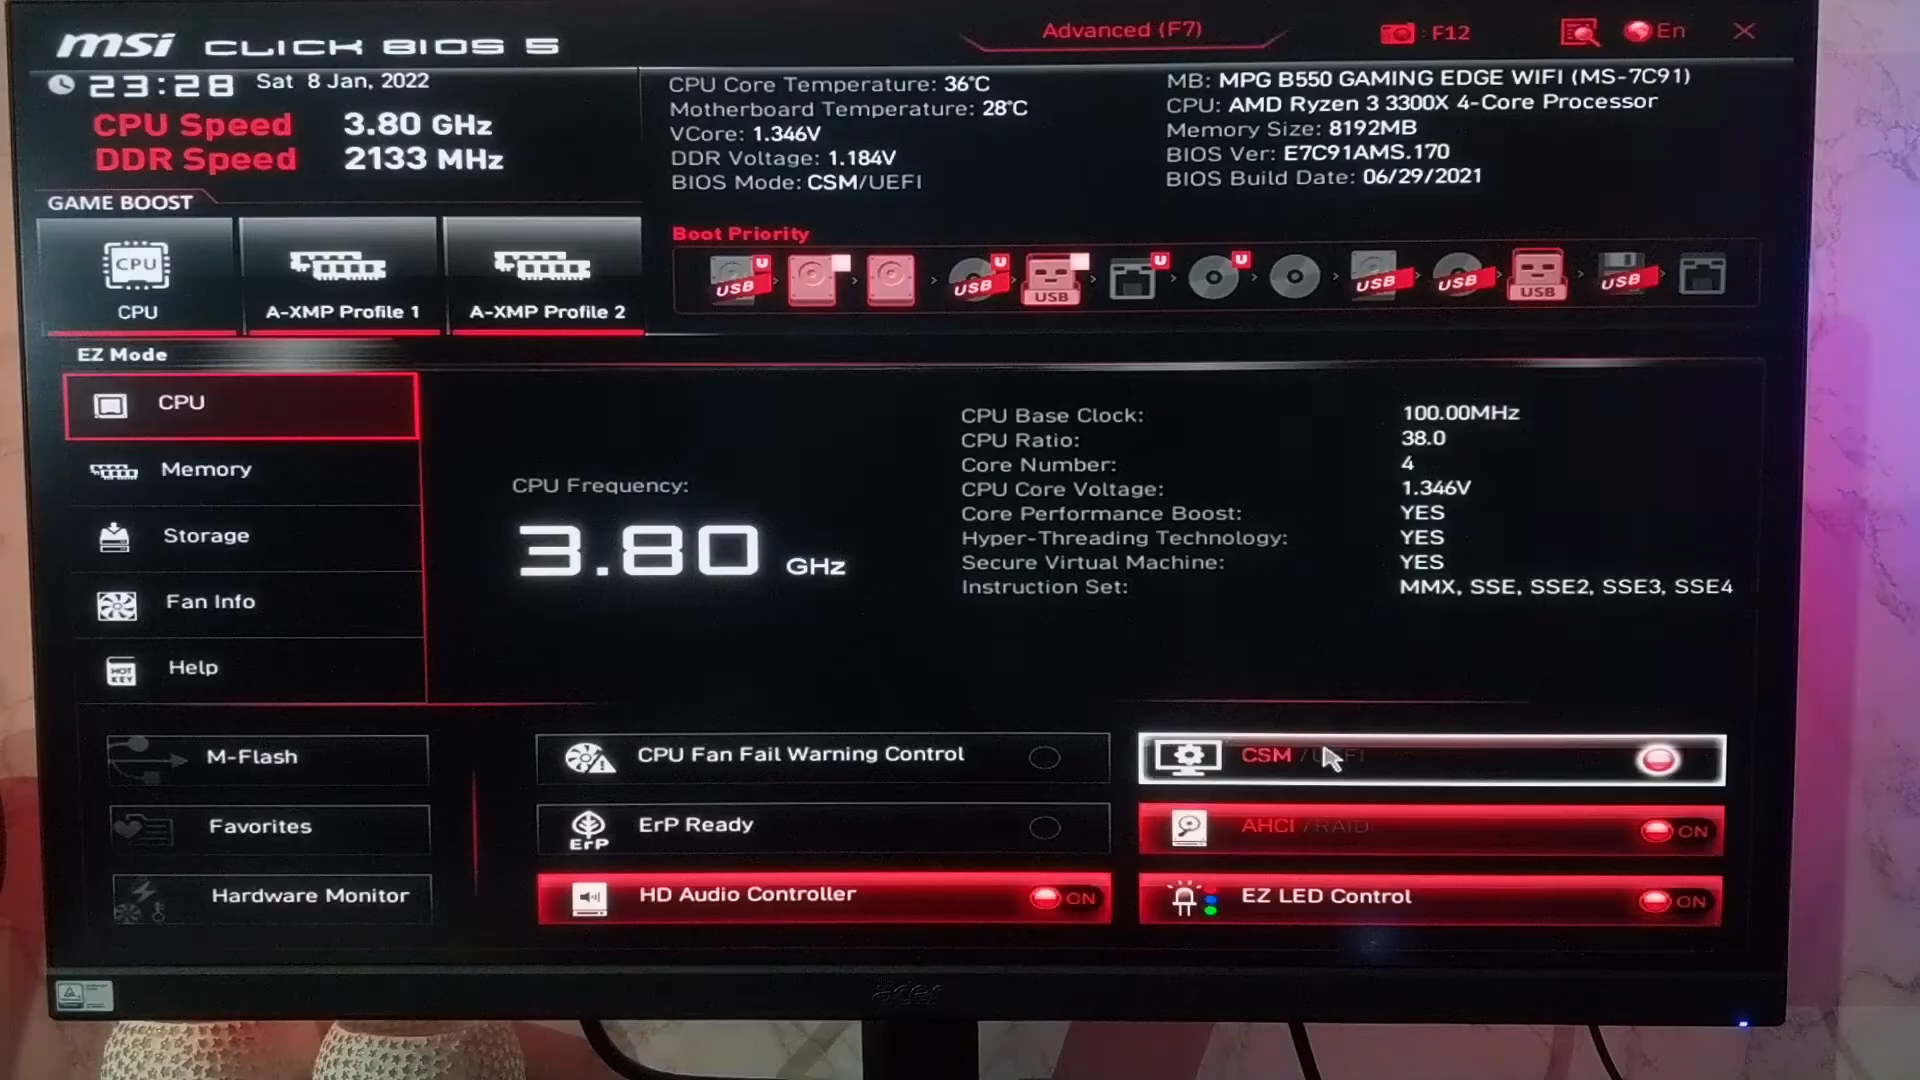 msi CLICK BIOS 5
Advanced (F7)
: F12
En
23:28 Sat 8 Jan, 2022
CPU Speed 3.80 GHz
DDR Speed 2133 MHz
CPU Core Temperature: 36°C
Motherboard Temperature: 28°C
VCore: 1.346V
DDR Voltage: 1.184V
BIOS Mode: CSM/UEFI
MB: MPG B550 GAMING EDGE WIFI (MS-7C91)
CPU: AMD Ryzen 3 3300X 4-Core Processor
Memory Size: 8192MB
BIOS Ver: E7C91AMS.170
BIOS Build Date: 06/29/2021
GAME BOOST
CPU
CPU
A-XMP Profile 1
A-XMP Profile 2
Boot Priority
U USB U USB USB U U USB USB USB USB
EZ Mode
CPU
Memory
Storage
Fan Info
HOT KEY Help
CPU Frequency:
3.80 GHz
CPU Base Clock: 100.00MHz
CPU Ratio: 38.0
Core Number: 4
CPU Core Voltage: 1.346V
Core Performance Boost: YES
Hyper-Threading Technology: YES
Secure Virtual Machine: YES
Instruction Set: MMX, SSE, SSE2, SSE3, SSE4
M-Flash
Favorites
Hardware Monitor
CPU Fan Fail Warning Control
ErP ErP Ready
HD Audio Controller ON
CSM /UEFI
AHCI /RAID ON
EZ LED Control ON
acer